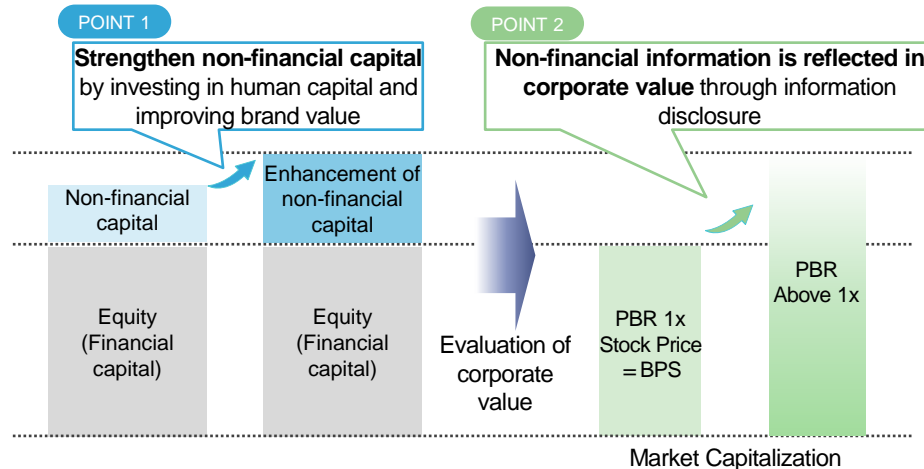 POINT 1
Strengthen non-financial capital
by investing in human capital and
improving brand value
POINT 2
Non-financial information is reflected in
corporate value through information
disclosure
Non-financial
capital
Enhancement of
non-financial
capital
Equity
(Financial
capital)
Equity
(Financial
capital)
Evaluation of
corporate
value
PBR 1x
Stock Price
= BPS
PBR
Above 1x
Market Capitalization